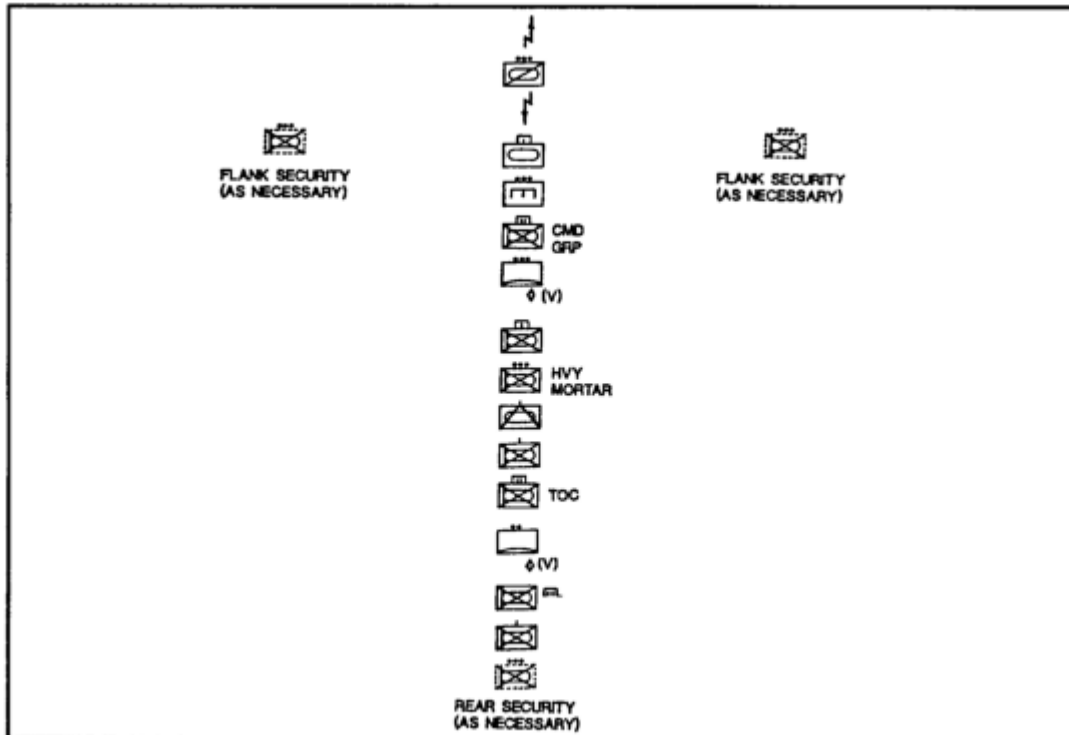 FLANK SECURITY
(AS NECESSARY)
FLANK SECURITY
(AS NECESSARY)
CMD
GRP
(V)
HVY
MORTAR
TOC
(V)
REAR SECURITY
(AS NECESSARY)